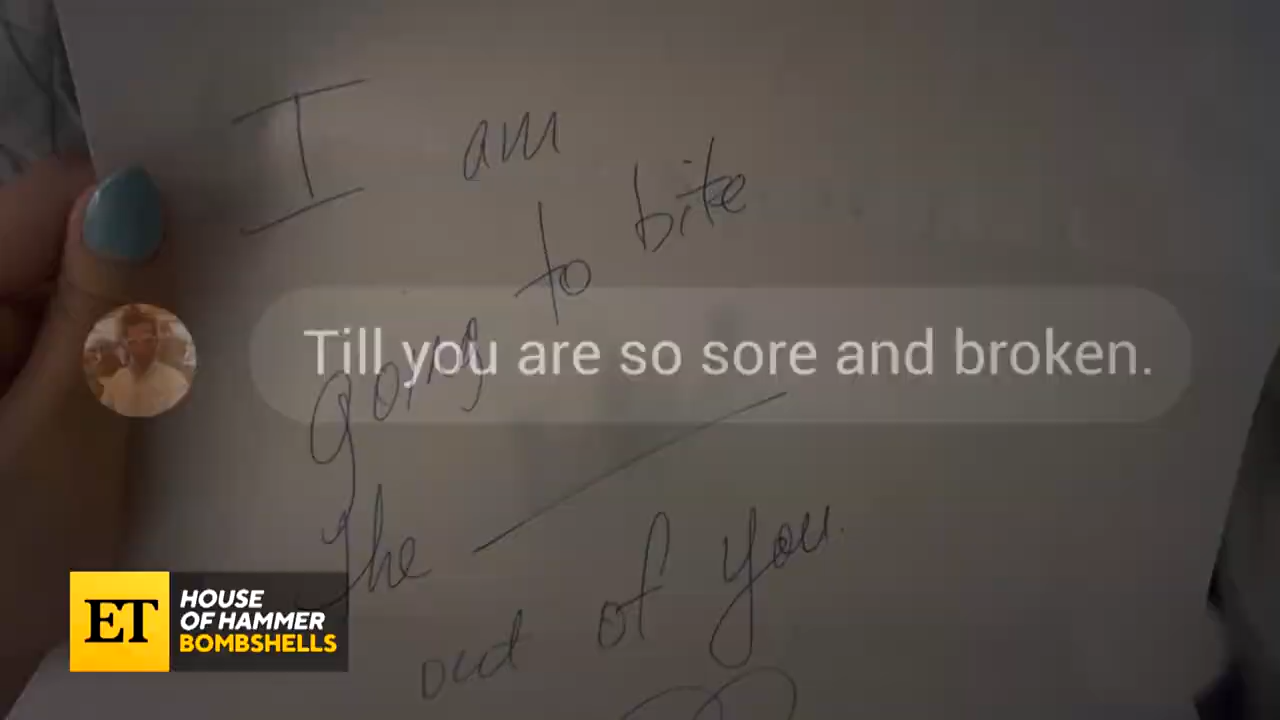 I am
going to bite
the
out of you.
Till you are so sore and broken.
ET
HOUSE
OF HAMMER
BOMBSHELLS